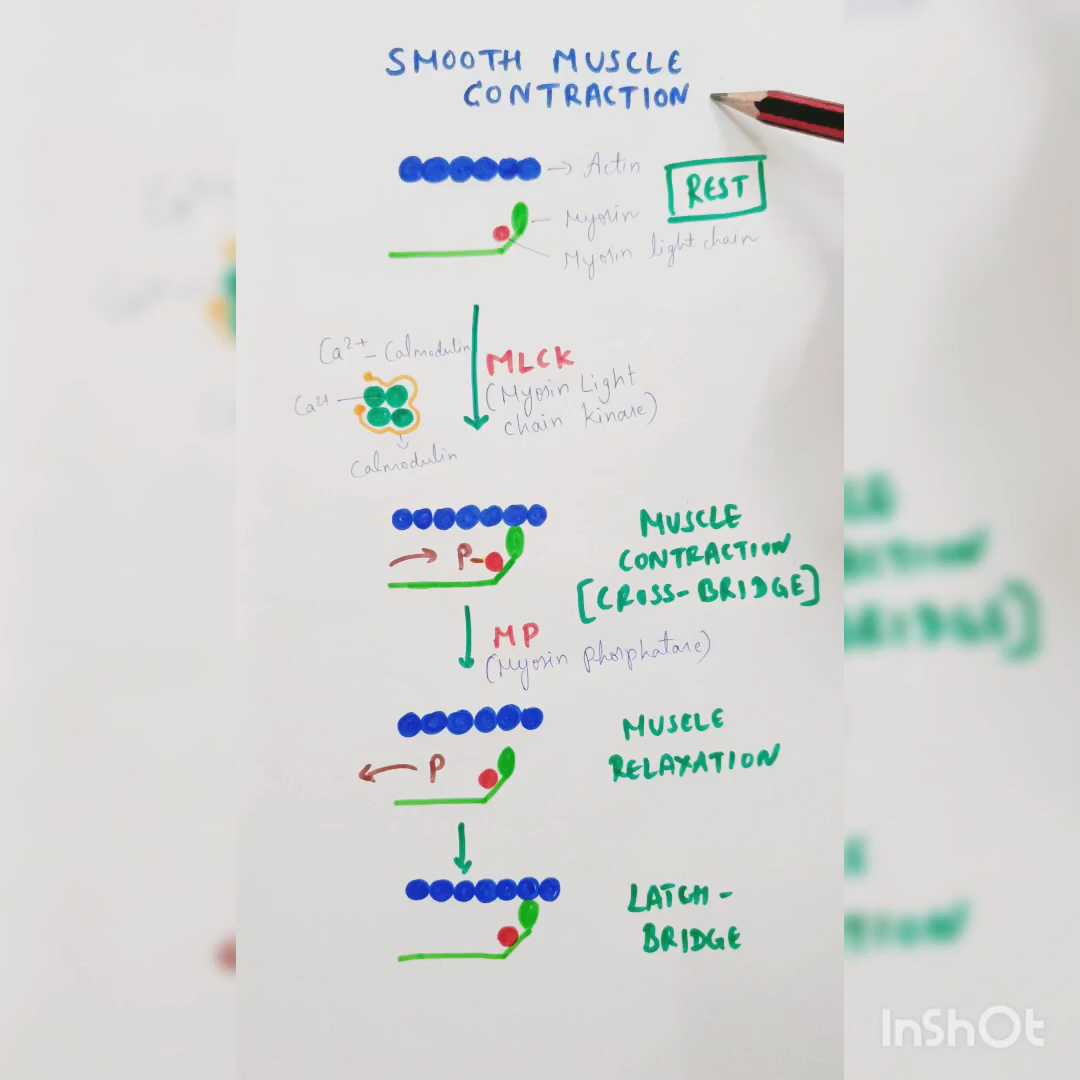 SMOOTH MUSCLE
CONTRACTION
→ Actin
REST
Myosin
Myosin light chain
Ca2+ - Calmodulin
MLCK
(Myosin Light
chain kinase)
Ca2+
Calmodulin
MUSCLE
CONTRACTION
[CROSS-BRIDGE]
P
MP
(Myosin phosphatase)
MUSCLE
RELAXATION
P
LATCH-
BRIDGE
InShOt